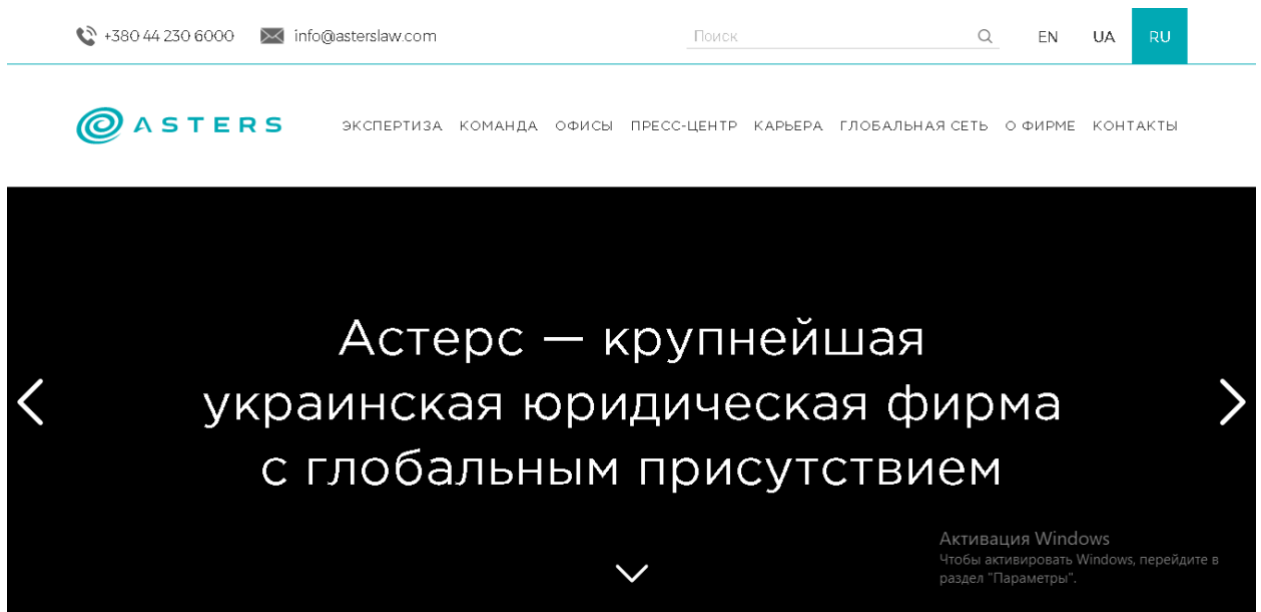 +380 44 230 6000 info@asterslaw.com Поиск EN UA RU
ASTERS ЭКСПЕРТИЗА КОМАНДА ОФИСЫ ПРЕСС-ЦЕНТР КАРЬЕРА ГЛОБАЛЬНАЯ СЕТЬ О ФИРМЕ КОНТАКТЫ
Астерс — крупнейшая
украинская юридическая фирма
с глобальным присутствием
Активация Windows
Чтобы активировать Windows, перейдите в
раздел "Параметры".